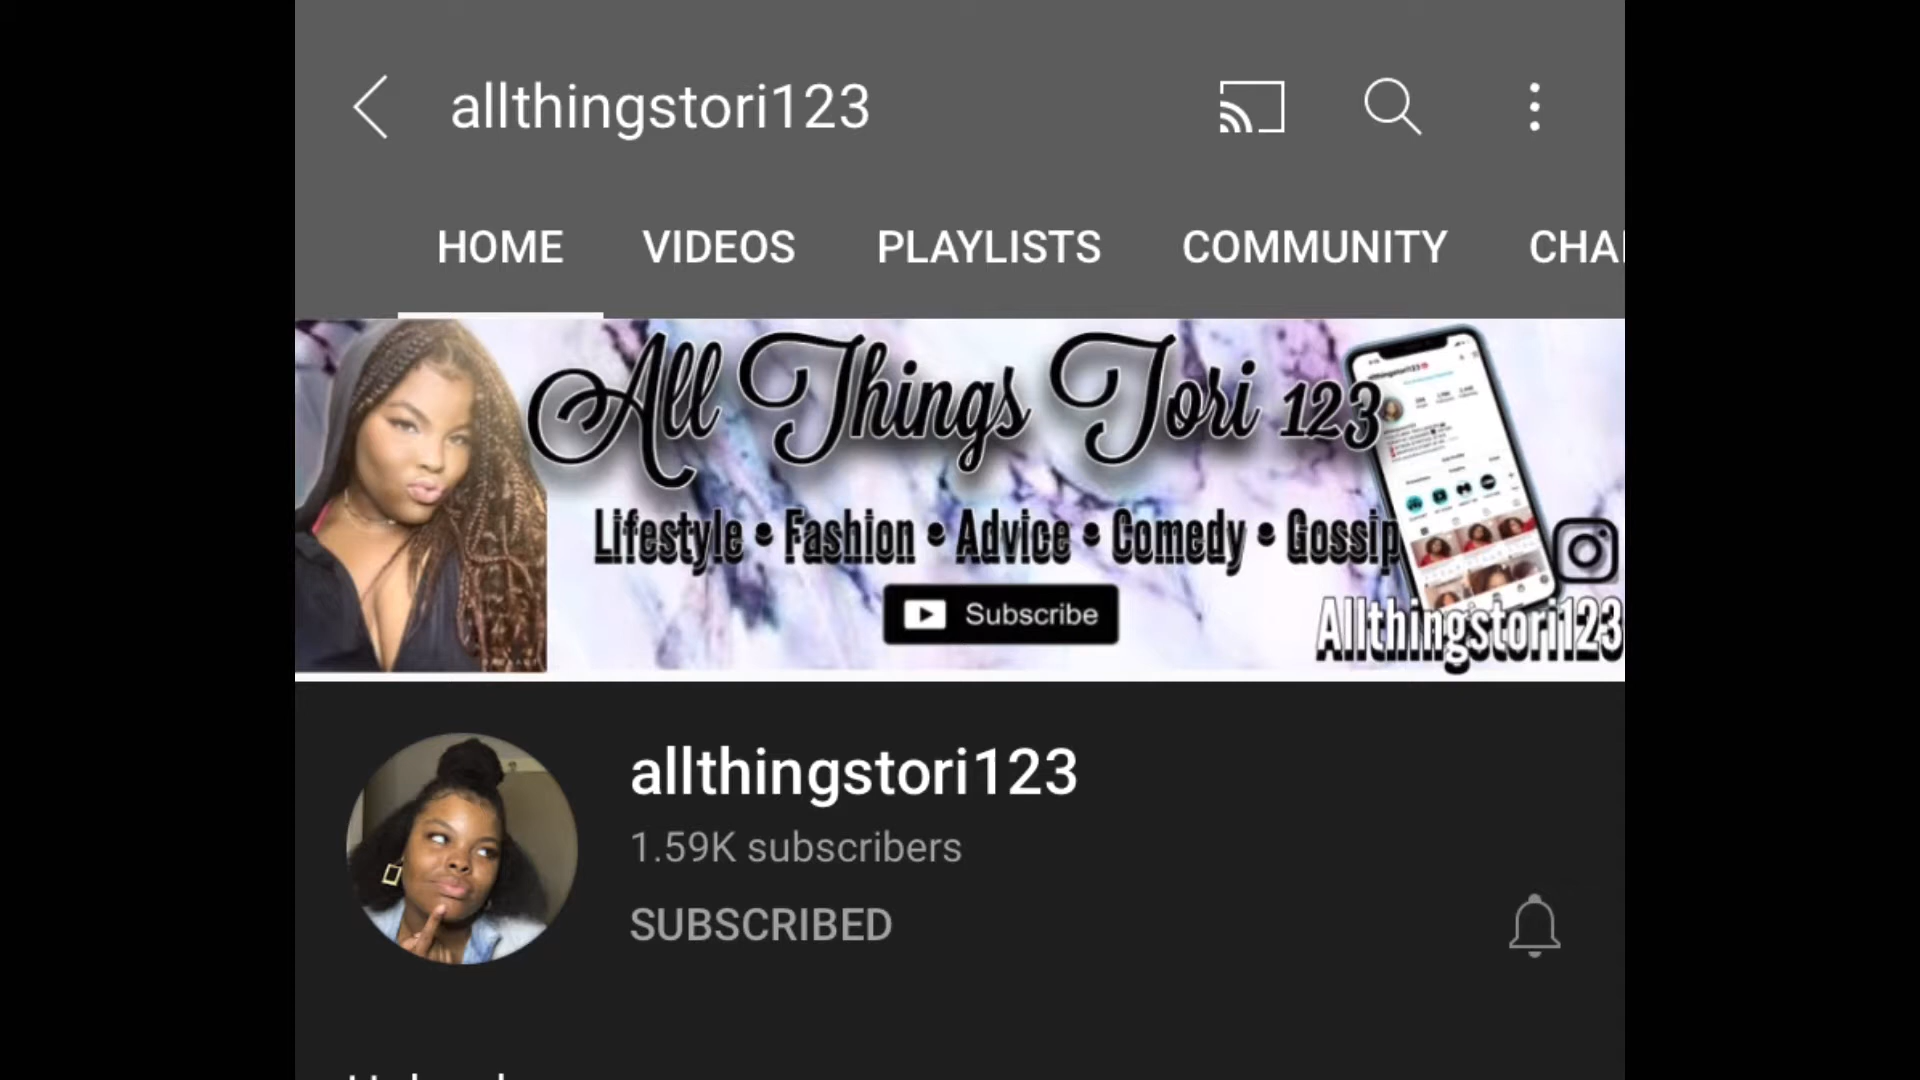 allthingstori123
HOME VIDEOS PLAYLISTS COMMUNITY CHA
All Things Tori 123
Lifestyle • Fashion • Advice • Comedy • Gossip
Subscribe
Allthingstori123
allthingstori123
1.59K subscribers
SUBSCRIBED